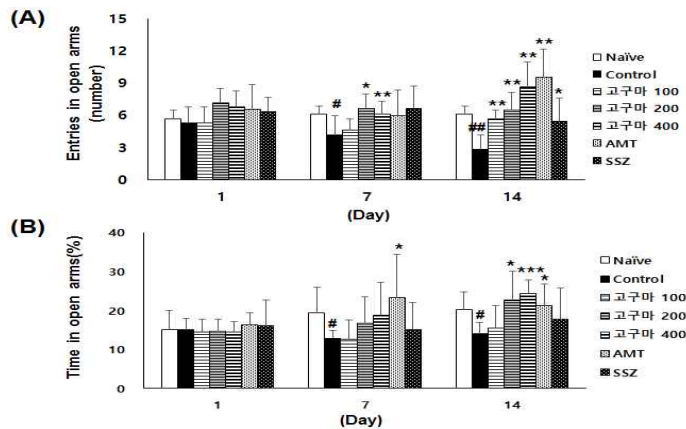 (A)
Entries in open arms
(number)
15
12
9
6
3
0
#
*
**
##
**
**
**
**
*
1
7
14
(Day)
Naïve
Control
고구마 100
고구마 200
고구마 400
AMT
SSZ
(B)
Time in open arms(%)
40
30
20
10
0
#
*
#
*
***
*
1
7
14
(Day)
Naïve
Control
고구마 100
고구마 200
고구마 400
AMT
SSZ